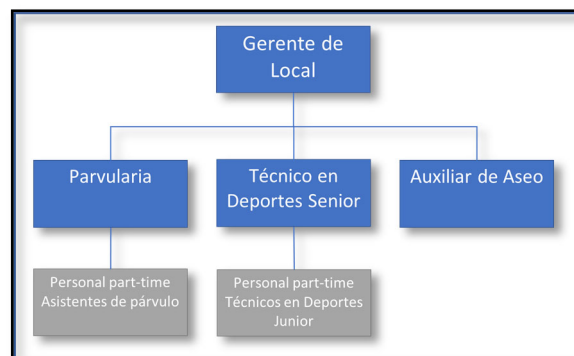 Gerente de
Local
Parvularia
Técnico en
Deportes Senior
Auxiliar de Aseo
Personal part-time
Asistentes de párvulo
Personal part-time
Técnicos en Deportes
Junior